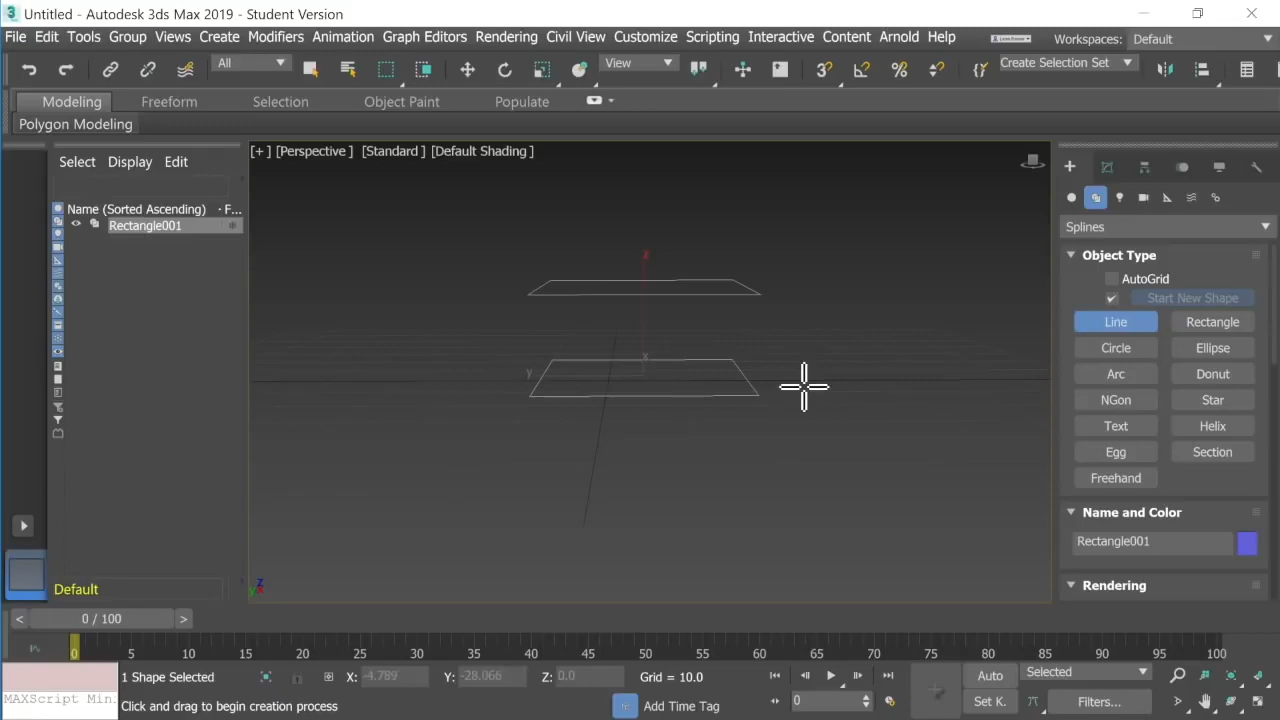 Untitled - Autodesk 3ds Max 2019 - Student Version
File Edit Tools Group Views Create Modifiers Animation Graph Editors Rendering Civil View Customize Scripting Interactive Content Arnold Help Workspaces: Default
All View Create Selection Set
Modeling Freeform Selection Object Paint Populate
Polygon Modeling
Select Display Edit
[+ ] [Perspective ] [Standard ] [Default Shading ]
Name (Sorted Ascending) F...
Rectangle001
Splines
Object Type
AutoGrid
Start New Shape
Line Rectangle
Circle Ellipse
Arc Donut
NGon Star
Text Helix
Egg Section
Freehand
Name and Color
Rectangle001
Rendering
z
x
y
z
x
Default
< 0 / 100 >
0 5 10 15 20 25 30 35 40 45 50 55 60 65 70 75 80 85 90 95 100
1 Shape Selected X: -4.789' Y: -28.066 Z: 0.0 Grid = 10.0 Auto Selected
MAXScript Min.
Click and drag to begin creation process Add Time Tag 0 Set K. Filters...